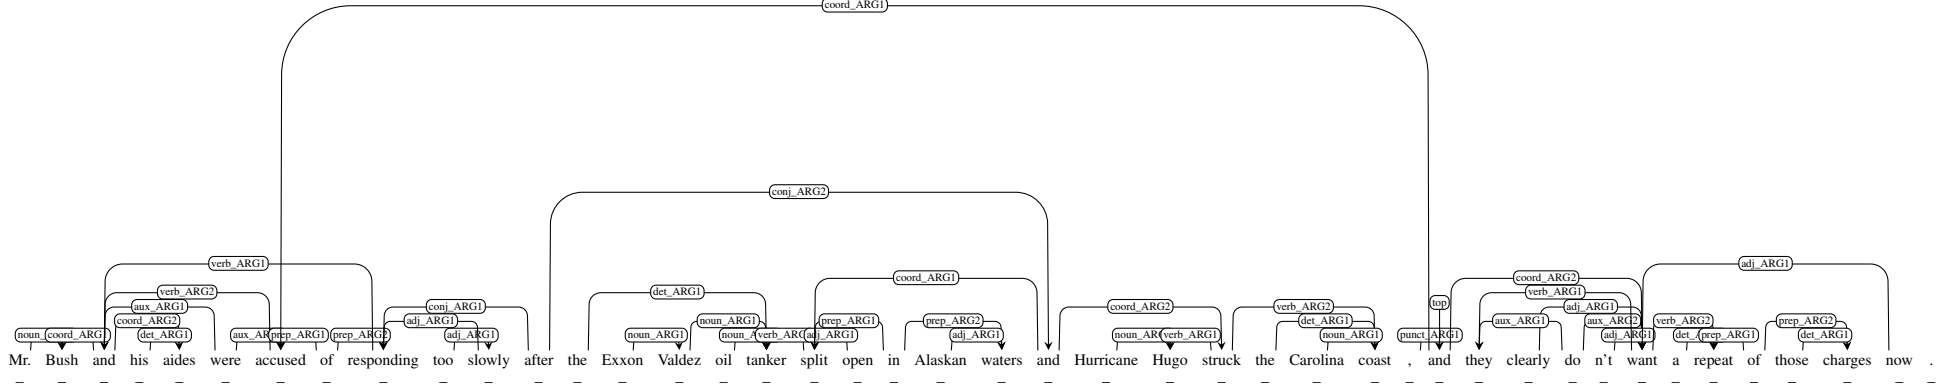 coord_ARG1
conj_ARG2
verb_ARG1 adj_ARG1
coord_ARG1 coord_ARG2
verb_ARG2 det_ARG1 verb_ARG1
aux_ARG1 conj_ARG1 coord_ARG2 verb_ARG2 top adj_ARG1
coord_ARG2 adj_ARG1 noun_ARG1 prep_ARG1 prep_ARG2 det_ARG1 aux_ARG1 aux_ARG2 verb_ARG2 prep_ARG2
coord_ARG1 det_ARG1 prep_ARG1 prep_ARG2 adj_ARG1 noun_ARG1 adj_ARG1 adj_ARG1 verb_ARG1 noun_ARG1 punct_ARG1 prep_ARG1 det_ARG1
Mr. Bush and his aides were accused of responding too slowly after the Exxon Valdez oil tanker split open in Alaskan waters and Hurricane Hugo struck the Carolina coast , and they clearly do n't want a repeat of those charges now .